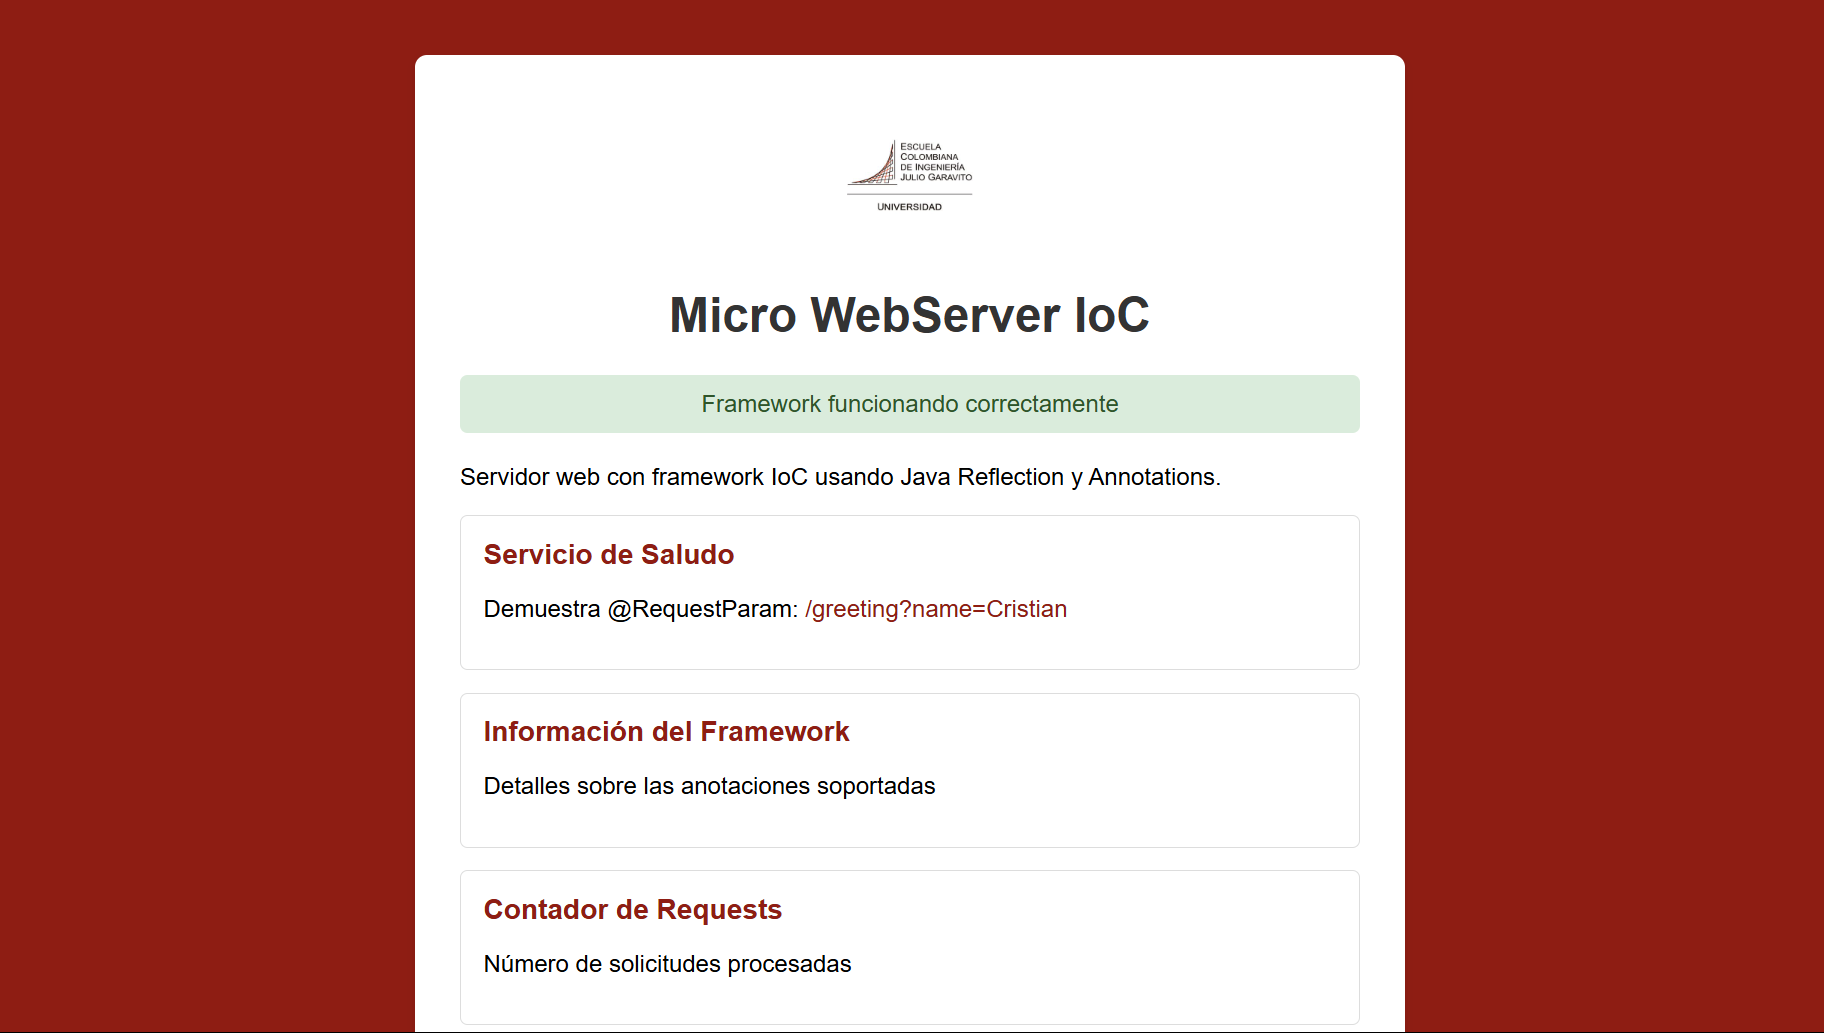 ESCUELA
COLOMBIANA
DE INGENIERÍA
JULIO GARAVITO
UNIVERSIDAD
Micro WebServer IoC
Framework funcionando correctamente
Servidor web con framework IoC usando Java Reflection y Annotations.
Servicio de Saludo
Demuestra @RequestParam: /greeting?name=Cristian
Información del Framework
Detalles sobre las anotaciones soportadas
Contador de Requests
Número de solicitudes procesadas